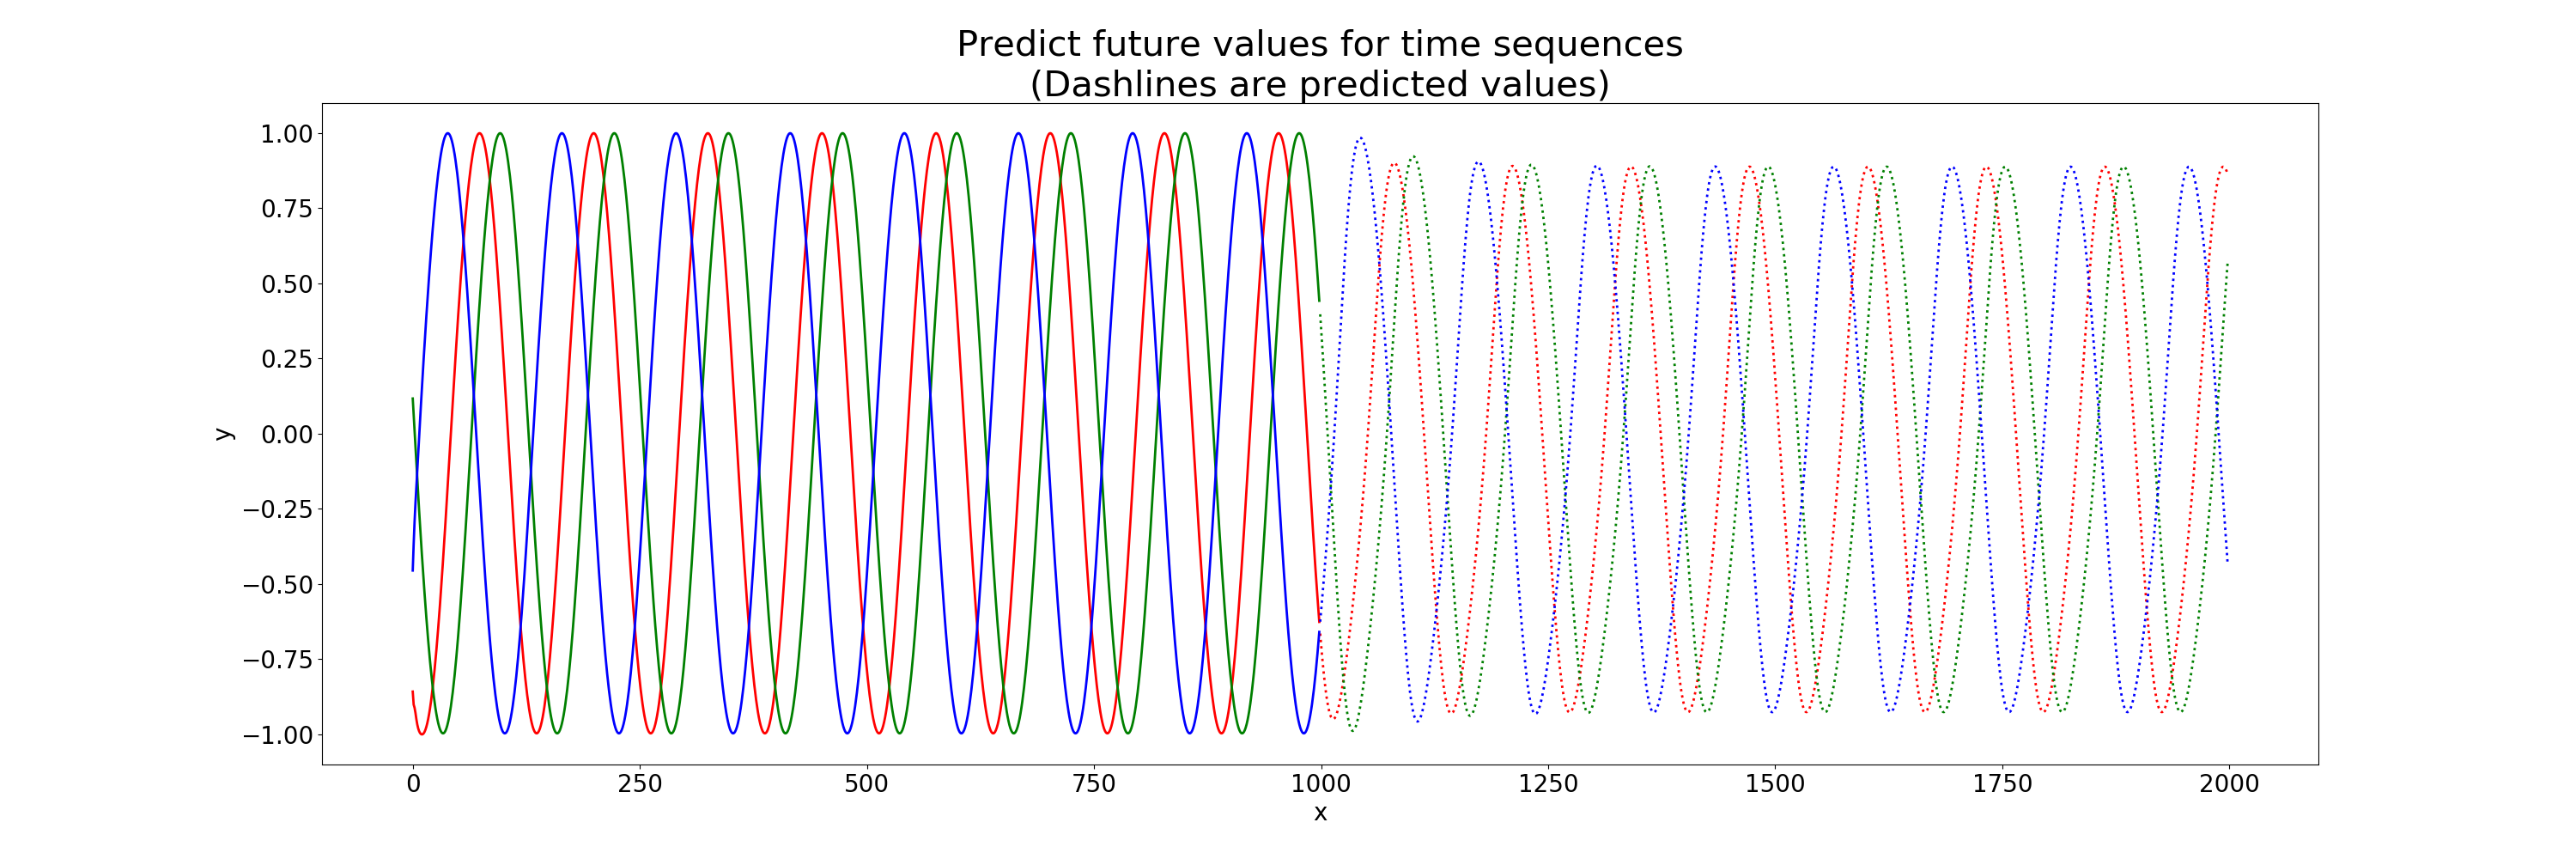 Predict future values for time sequences
(Dashlines are predicted values)
1.00
0.75
0.50
0.25
0.00
−0.25
−0.50
−0.75
−1.00
y
0 250 500 750 1000 1250 1500 1750 2000
x